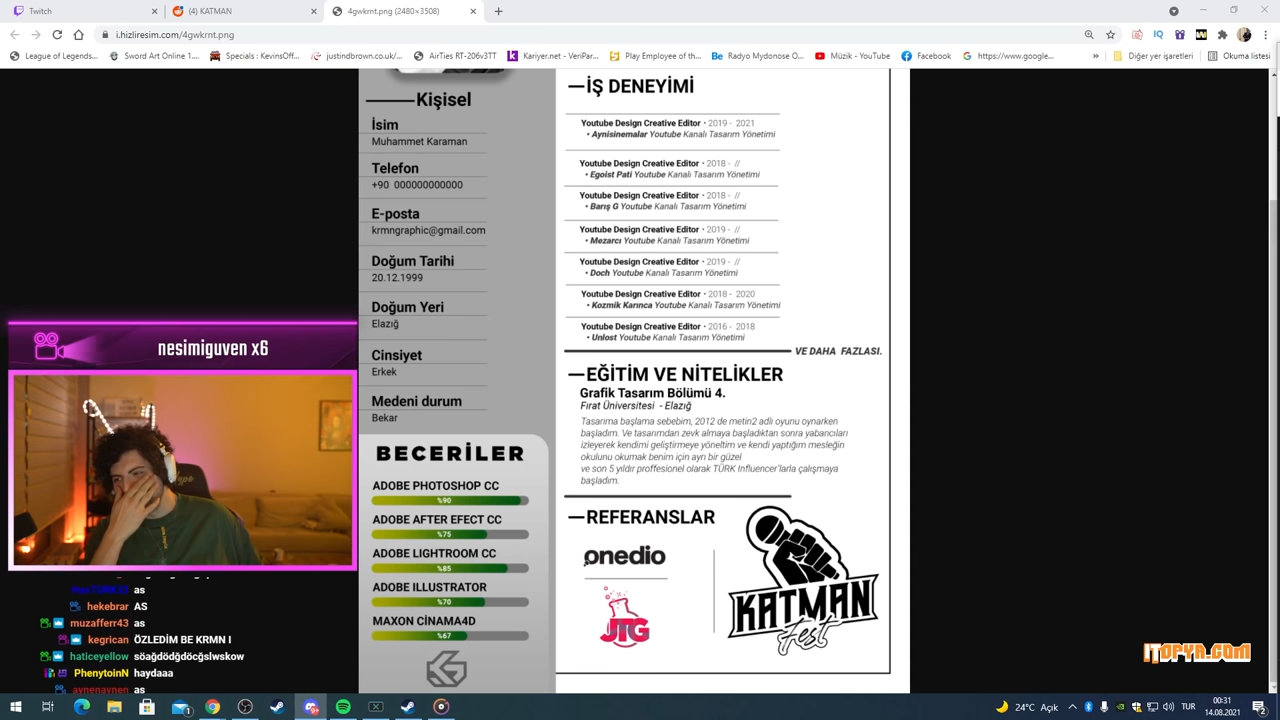 Twitch
(4) KATMAN
4gwkrnt.png (2480×3508)
i.hizliresim.com/4gwkrnt.png
League of Legends...
Sword Art Online 1...
Specials : KevinsOff...
justindbrown.co.uk/...
AirTies RT-206v3TT
Kariyer.net - VeriPar...
Play Employee of th...
Radyo Mydonose O...
Müzik - YouTube
Facebook
https://www.google...
Diğer yer işaretleri
Okuma listesi
Kişisel
İsim
Muhammet Karaman
Telefon
+90 000000000000
E-posta
krmngraphic@gmail.com
Doğum Tarihi
20.12.1999
Doğum Yeri
Elazığ
Cinsiyet
Erkek
Medeni durum
Bekar
BECERİLER
ADOBE PHOTOSHOP CC
%90
ADOBE AFTER EFECT CC
%75
ADOBE LIGHTROOM CC
%85
ADOBE ILLUSTRATOR
%70
MAXON CİNAMA4D
%67
İŞ DENEYİMİ
Youtube Design Creative Editor • 2019 - 2021
• Aynisinemalar Youtube Kanalı Tasarım Yönetimi
Youtube Design Creative Editor • 2018 - //
• Egoist Pati Youtube Kanalı Tasarım Yönetimi
Youtube Design Creative Editor • 2018 - //
• Barış G Youtube Kanalı Tasarım Yönetimi
Youtube Design Creative Editor • 2019 - //
• Mezarcı Youtube Kanalı Tasarım Yönetimi
Youtube Design Creative Editor • 2019 - //
• Doch Youtube Kanalı Tasarım Yönetimi
Youtube Design Creative Editor • 2018 - 2020
• Kozmik Karınca Youtube Kanalı Tasarım Yönetimi
Youtube Design Creative Editor • 2016 - 2018
• Unlost Youtube Kanalı Tasarım Yönetimi
VE DAHA FAZLASI.
EĞİTİM VE NİTELİKLER
Grafik Tasarım Bölümü 4.
Fırat Üniversitesi - Elazığ
Tasarıma başlama sebebim, 2012 de metin2 adlı oyunu oynarken
başladım. Ve tasarımdan zevk almaya başladıktan sonra yabancıları
izleyerek kendimi geliştirmeye yöneltim ve kendi yaptığım mesleğin
okulunu okumak benim için ayrı bir güzel
ve son 5 yıldır proffesionel olarak TÜRK Influencer'larla çalışmaya
başladım.
REFERANSLAR
onedio
JTG
KATMAN
Fest
nesimiguven x6
as
hekebrar AS
muzafferr43 as
kegrican ÖZLEDİM BE KRMN I
haticeyellow söağdödğdöcğslwskow
PhenytoinN haydaaa
aynenaynen as
iTOPYA.COM
24°C Açık
TUR
00:31
14.08.2021